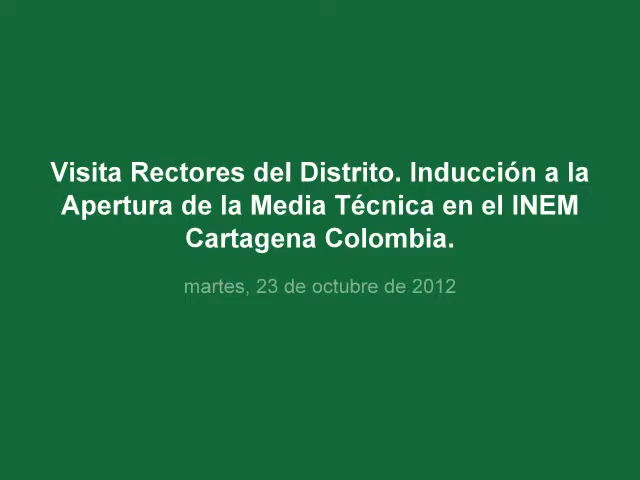 Visita Rectores del Distrito. Inducción a la
Apertura de la Media Técnica en el INEM
Cartagena Colombia.
martes, 23 de octubre de 2012